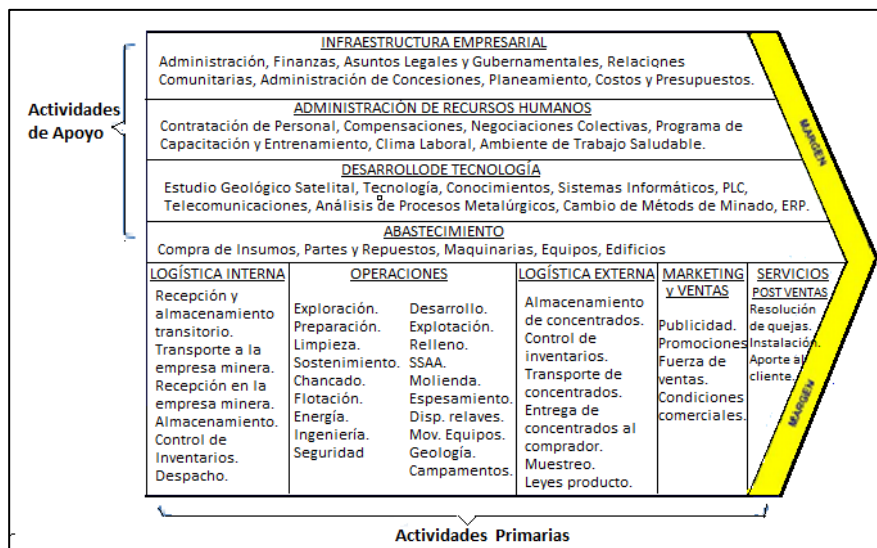 INFRAESTRUCTURA EMPRESARIAL
Administración, Finanzas, Asuntos Legales y Gubernamentales, Relaciones
Comunitarias, Administración de Concesiones, Planeamiento, Costos y Presupuestos.
ADMINISTRACIÓN DE RECURSOS HUMANOS
Contratación de Personal, Compensaciones, Negociaciones Colectivas, Programa de
Capacitación y Entrenamiento, Clima Laboral, Ambiente de Trabajo Saludable.
DESARROLLODE TECNOLOGÍA
Estudio Geológico Satelital, Tecnología, Conocimientos, Sistemas Informáticos, PLC,
Telecomunicaciones, Análisis de Procesos Metalúrgicos, Cambio de Métods de Minado, ERP.
ABASTECIMIENTO
Compra de Insumos, Partes y Repuestos, Maquinarias, Equipos, Edificios
Actividades
de Apoyo
MARGEN
LOGÍSTICA INTERNA
Recepción y
almacenamiento
transitorio.
Transporte a la
empresa minera.
Recepción en la
empresa minera.
Almacenamiento.
Control de
Inventarios.
Despacho.
OPERACIONES
Exploración.
Preparación.
Limpieza.
Sostenimiento.
Chancado.
Flotación.
Energía.
Ingeniería.
Seguridad
Desarrollo.
Explotación.
Relleno.
SSAA.
Molienda.
Espesamiento.
Disp. relaves.
Mov. Equipos.
Geología.
Campamentos.
LOGÍSTICA EXTERNA
Almacenamiento
de concentrados.
Control de
inventarios.
Transporte de
concentrados.
Entrega de
concentrados al
comprador.
Muestreo.
Leyes producto.
MARKETING
y VENTAS
Publicidad.
Promociones
Fuerza de
ventas.
Condiciones
comerciales.
SERVICIOS
POST VENTAS
Resolución
de quejas.
Instalación.
Aporte al
cliente.
MARGEN
Actividades Primarias